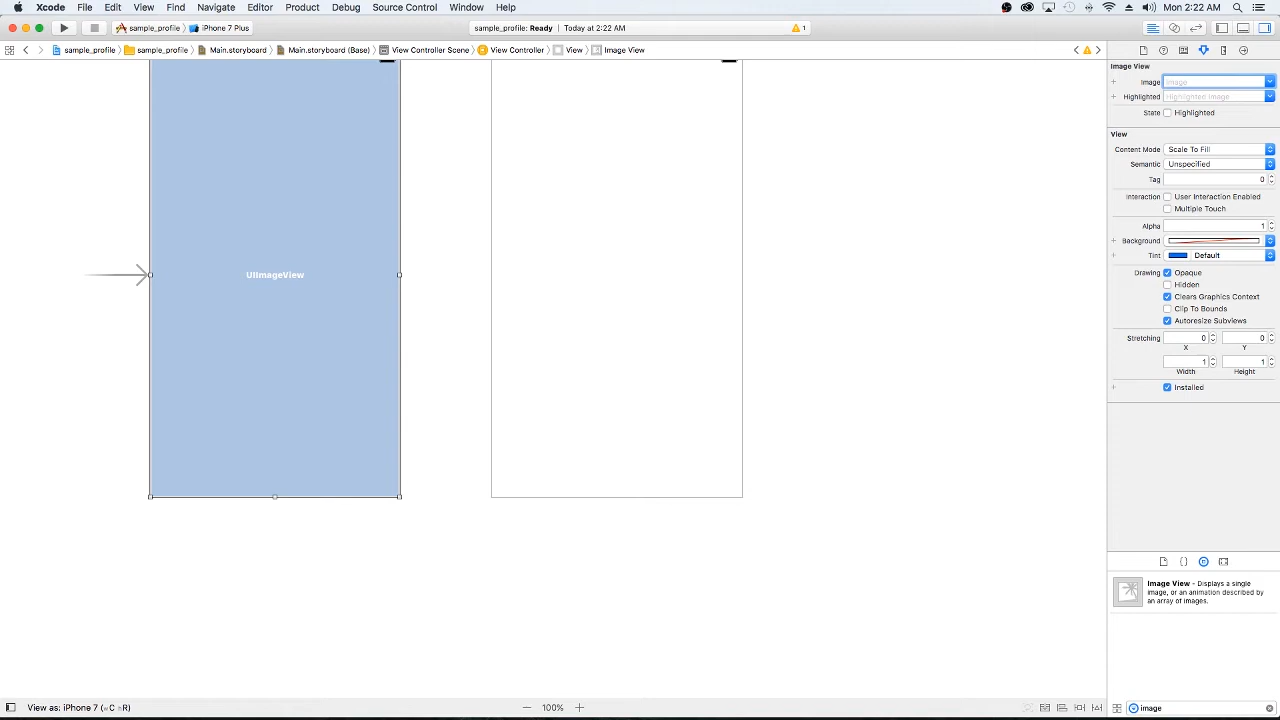 Xcode File Edit View Find Navigate Editor Product Debug Source Control Window Help Mon 2:22 AM
sample_profile iPhone 7 Plus sample_profile: Ready Today at 2:22 AM 1
sample_profile sample_profile Main.storyboard Main.storyboard (Base) View Controller Scene View Controller View Image View
Image View
Image Image
Highlighted Highlighted Image
State Highlighted
View
Content Mode Scale To Fill
Semantic Unspecified
Tag 0
Interaction User Interaction Enabled
Multiple Touch
Alpha 1
Background
Tint Default
Drawing Opaque
Hidden
Clears Graphics Context
Clip To Bounds
Autoresize Subviews
Stretching 0 0
X Y
1 1
Width Height
Installed
UIImageView
Image View - Displays a single
image, or an animation described by
an array of images.
View as: iPhone 7 (wC hR) 100% image